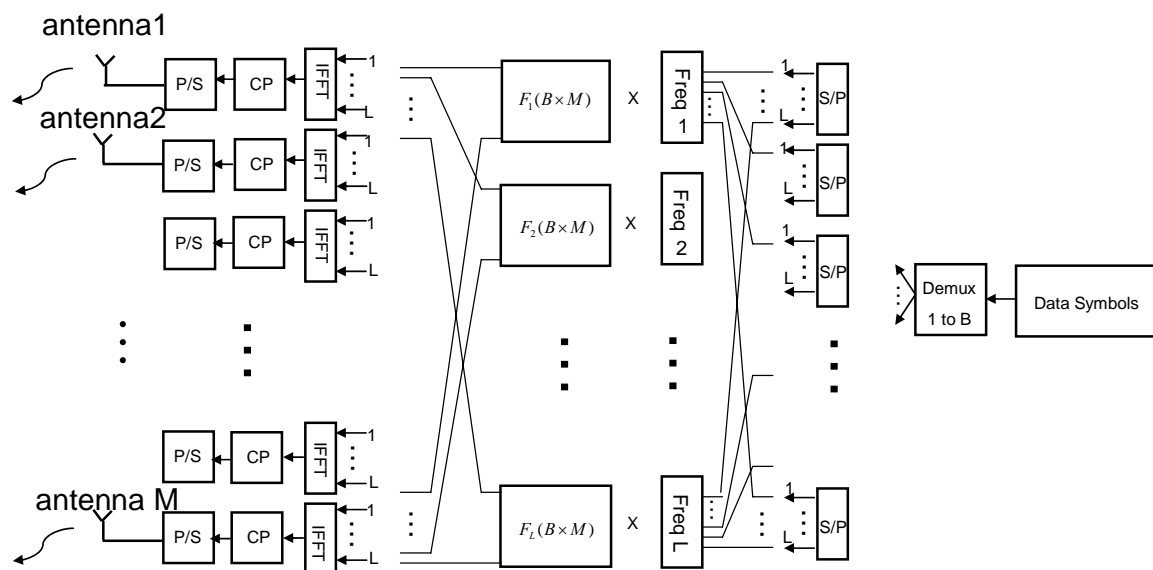 antenna1
P/S CP IFFT 1 L F₁(B×M) X Freq 1 1 L S/P
antenna2
P/S CP IFFT 1 L 1 L S/P
P/S CP IFFT 1 L F₂(B×M) X Freq 2 1 L S/P
Demux 1 to B
Data Symbols
P/S CP IFFT 1 L
antenna M
P/S CP IFFT 1 L F_L(B×M) X Freq L 1 L S/P